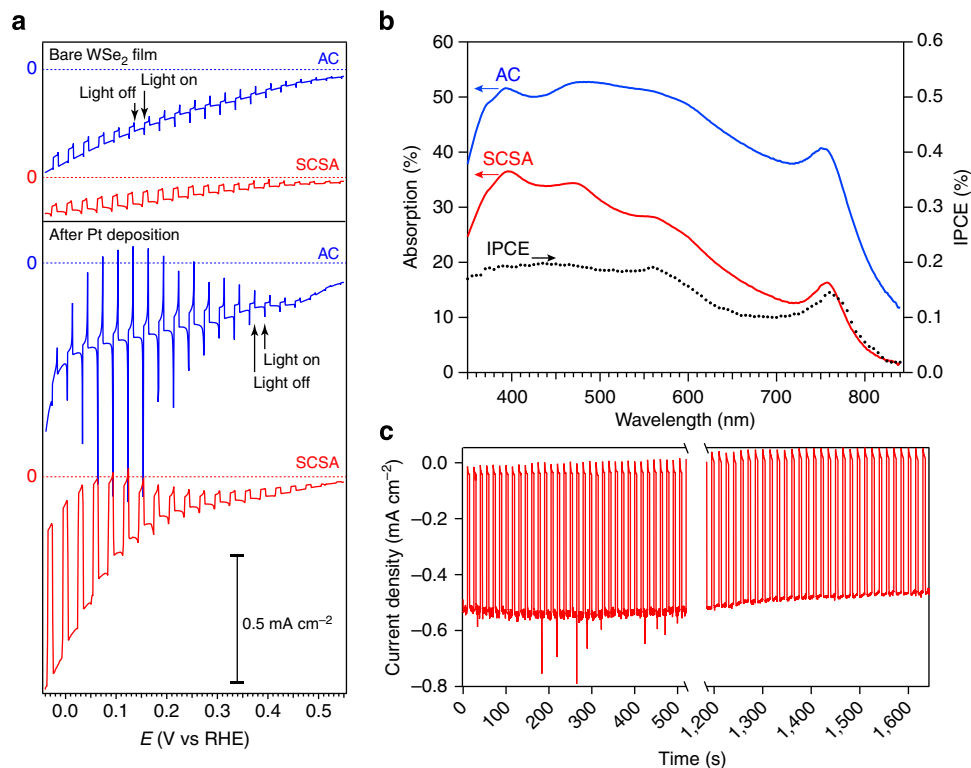 a
Bare WSe₂ film
AC
0
Light on
Light off
SCSA
0
After Pt deposition
AC
0
Light on
Light off
SCSA
0
0.5 mA cm⁻²
0.0 0.1 0.2 0.3 0.4 0.5
E (V vs RHE)
b
60
50
40
30
20
10
0
Absorption (%)
AC
SCSA
IPCE
0.6
0.5
0.4
0.3
0.2
0.1
0.0
IPCE (%)
400 500 600 700 800
Wavelength (nm)
c
0.0
−0.2
−0.4
−0.6
−0.8
Current density (mA cm⁻²)
0 100 200 300 400 500 1,200 1,300 1,400 1,500 1,600
Time (s)